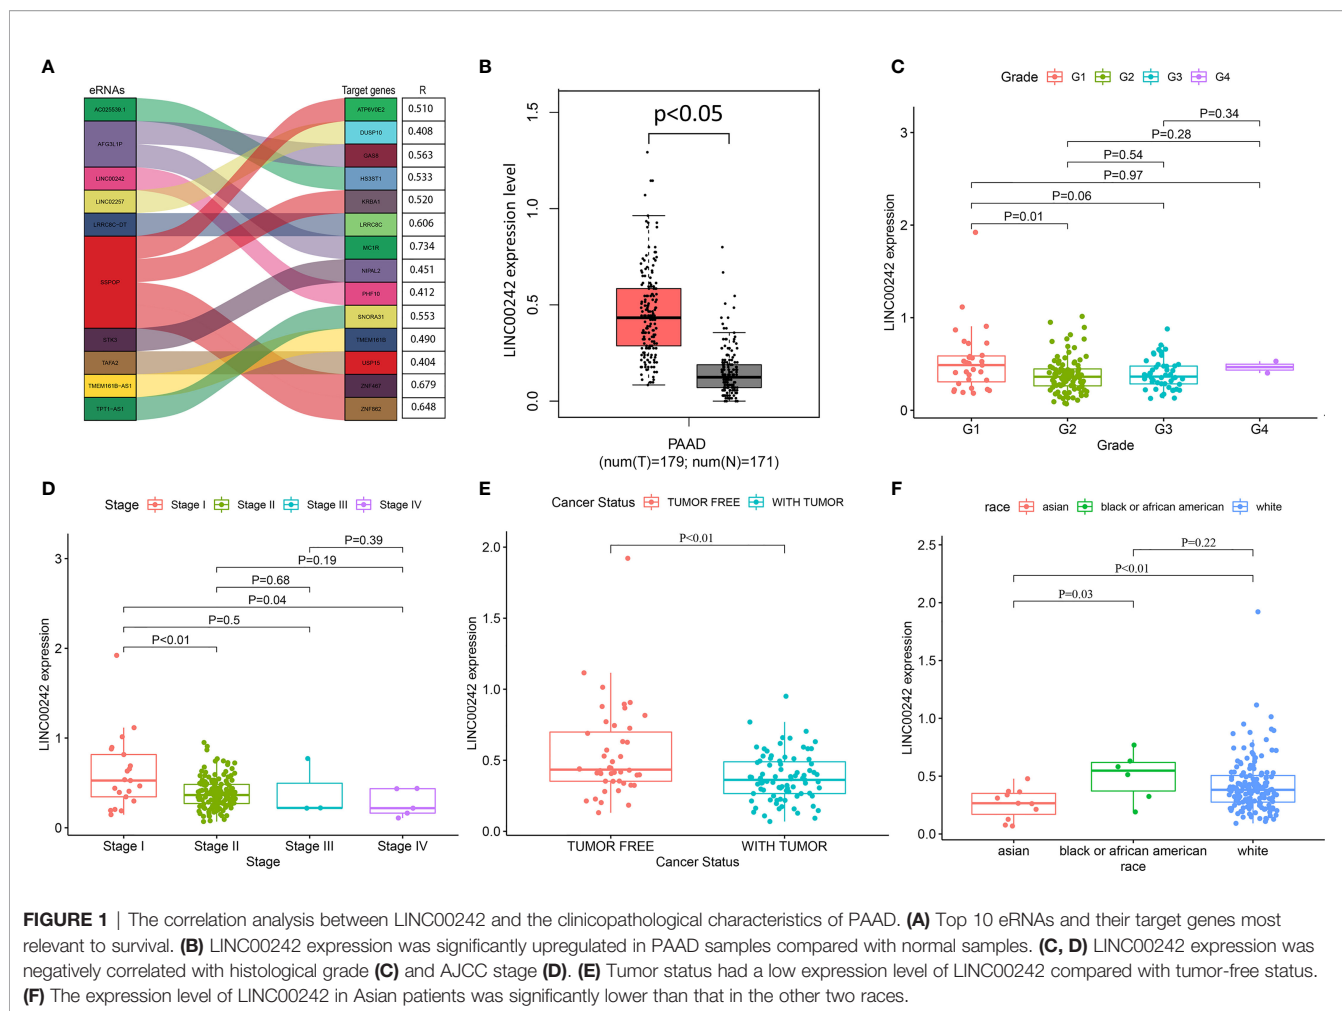 A
eRNAs
Target genes
R
AC025539.1
AFG3L1P
LINC00242
LINC02257
LRRC8C-DT
SSPOP
STK3
TAFA2
TMEM161B-AS1
TPT1-AS1
ATP6V0E2
DUSP10
GAS8
HS3ST1
KRBA1
LRRC8C
MC1R
NIPAL2
PHF10
SNORA31
TMEM161B
USP15
ZNF467
ZNF862
0.510
0.408
0.563
0.533
0.520
0.606
0.734
0.451
0.412
0.553
0.490
0.404
0.679
0.648
B
p<0.05
LINC00242 expression level
1.5
1.0
0.5
0.0
PAAD
(num(T)=179; num(N)=171)
C
Grade G1 G2 G3 G4
P=0.34
P=0.28
P=0.54
P=0.97
P=0.06
P=0.01
LINC00242 expression
3
2
1
0
G1 G2 G3 G4
Grade
D
Stage Stage I Stage II Stage III Stage IV
P=0.39
P=0.19
P=0.68
P=0.04
P=0.5
P<0.01
LINC00242 expression
3
2
1
0
Stage I Stage II Stage III Stage IV
Stage
E
Cancer Status TUMOR FREE WITH TUMOR
P<0.01
LINC00242 expression
2.0
1.5
1.0
0.5
0.0
TUMOR FREE WITH TUMOR
Cancer Status
F
race asian black or african american white
P=0.22
P<0.01
P=0.03
LINC00242 expression
2.5
2.0
1.5
1.0
0.5
0.0
asian black or african american white
race
FIGURE 1 | The correlation analysis between LINC00242 and the clinicopathological characteristics of PAAD. (A) Top 10 eRNAs and their target genes most
relevant to survival. (B) LINC00242 expression was significantly upregulated in PAAD samples compared with normal samples. (C, D) LINC00242 expression was
negatively correlated with histological grade (C) and AJCC stage (D). (E) Tumor status had a low expression level of LINC00242 compared with tumor-free status.
(F) The expression level of LINC00242 in Asian patients was significantly lower than that in the other two races.